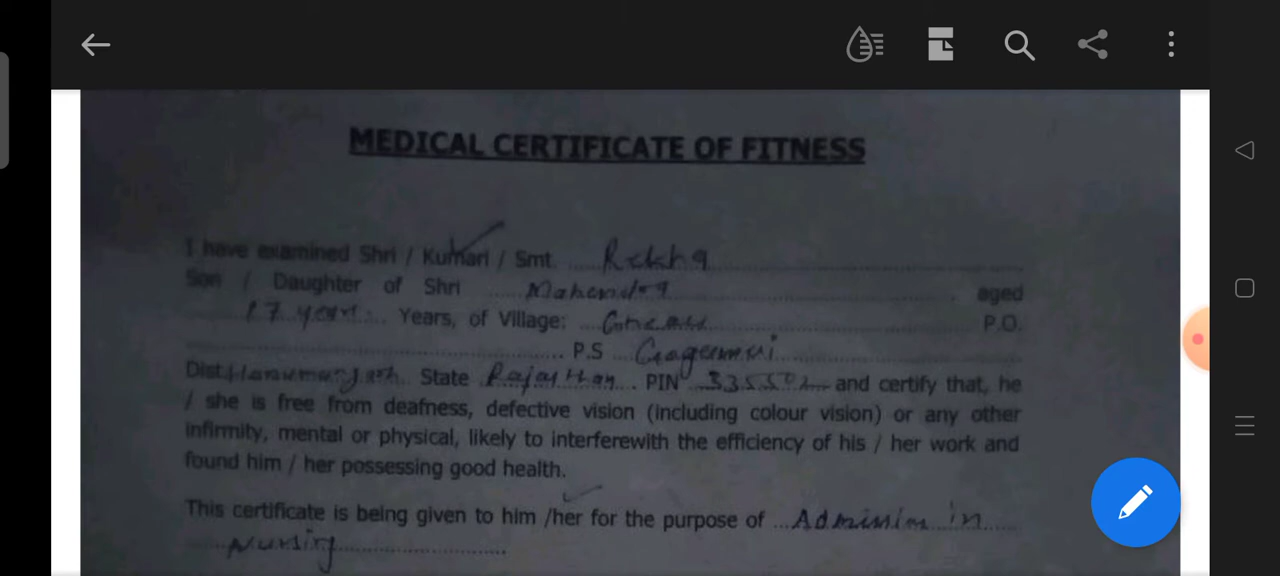 MEDICAL CERTIFICATE OF FITNESS
I have examined Shri / Kumari / Smt. Rekha
Son / Daughter of Shri Mahendra aged
17 years Years, of Village: P.O.
P.S
Dist Hanumangarh State Rajasthan PIN and certify that, he
/ she is free from deafness, defective vision (including colour vision) or any other
infirmity, mental or physical, likely to interferewith the efficiency of his / her work and
found him / her possessing good health.
This certificate is being given to him /her for the purpose of Admission in
Nursing